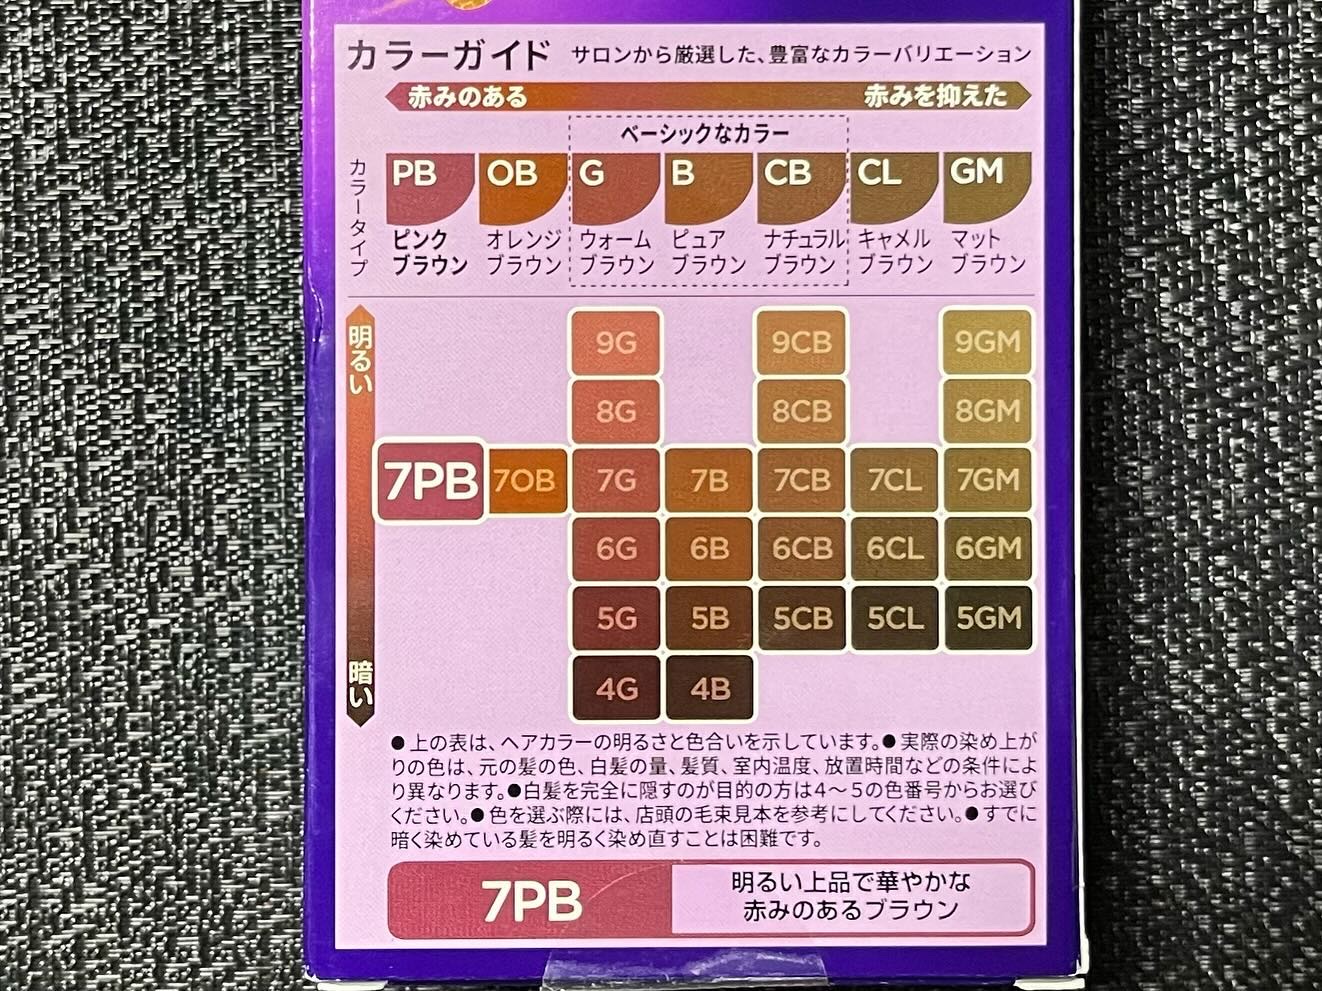 カラーガイド サロンから厳選した、豊富なカラーバリエーション
赤みのある 赤みを抑えた
ベーシックなカラー
カラータイプ
PB OB G B CB CL GM
ピンク オレンジ ウォーム ピュア ナチュラル キャメル マット
ブラウン ブラウン ブラウン ブラウン ブラウン ブラウン ブラウン
明るい
9G 9CB 9GM
8G 8CB 8GM
7PB 7OB 7G 7B 7CB 7CL 7GM
6G 6B 6CB 6CL 6GM
5G 5B 5CB 5CL 5GM
暗い
4G 4B
●上の表は、ヘアカラーの明るさと色合いを示しています。●実際の染め上が
りの色は、元の髪の色、白髪の量、髪質、室内温度、放置時間などの条件によ
り異なります。●白髪を完全に隠すのが目的の方は4〜5の色番号からお選び
ください。●色を選ぶ際には、店頭の毛束見本を参考にしてください。●すでに
暗く染めている髪を明るく染め直すことは困難です。
7PB
明るい上品で華やかな
赤みのあるブラウン